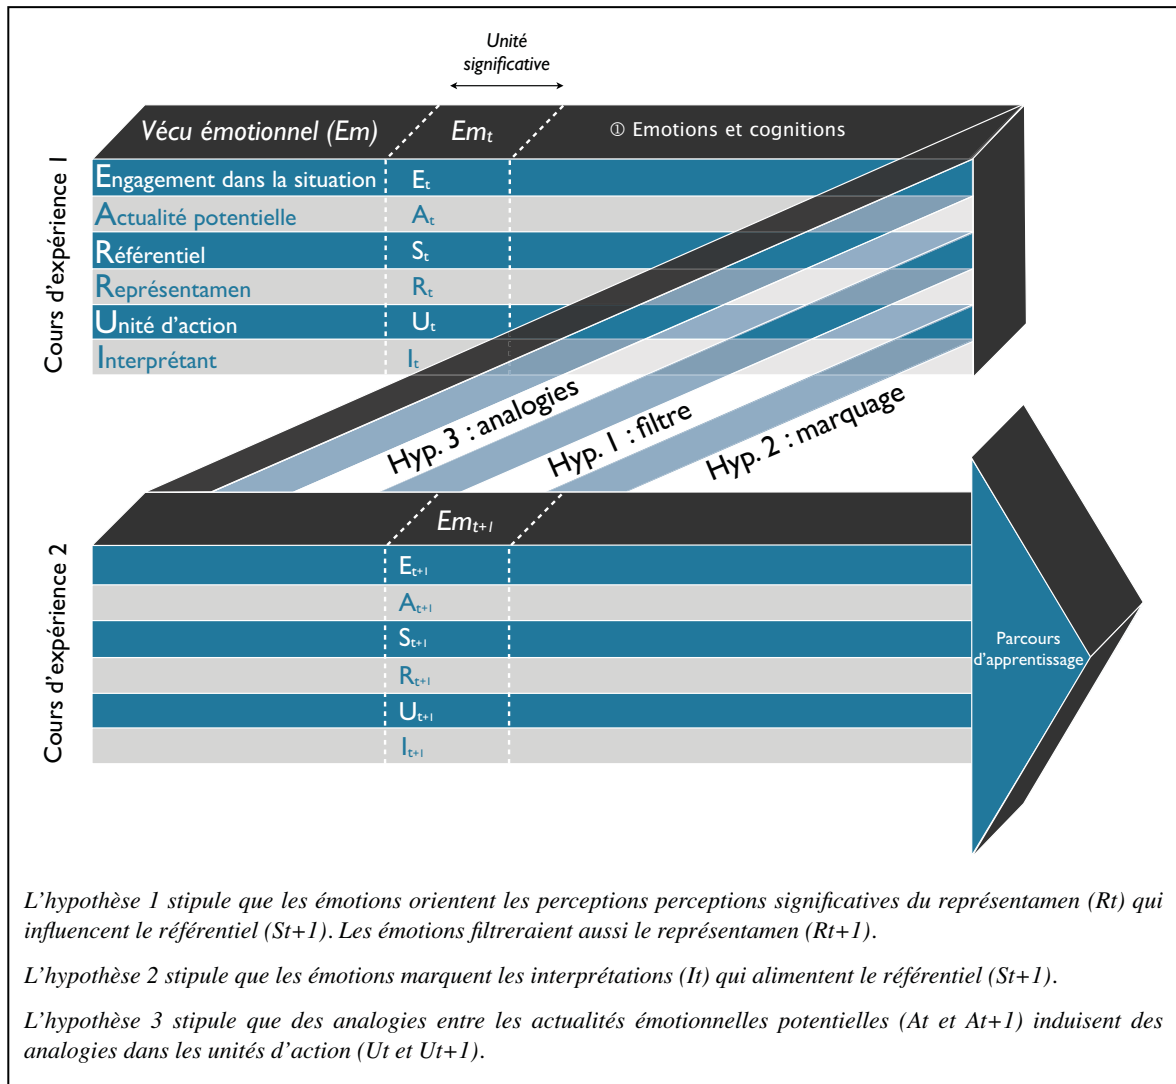 Unité
significative
Vécu émotionnel (Em)
Emt
① Emotions et cognitions
Cours d'expérience 1
Engagement dans la situation
Et
Actualité potentielle
At
Référentiel
St
Représentamen
Rt
Unité d'action
Ut
Interprétant
It
Hyp. 3 : analogies
Hyp. 1 : filtre
Hyp. 2 : marquage
Cours d'expérience 2
Emt+1
Et+1
At+1
St+1
Rt+1
Ut+1
It+1
Parcours
d'apprentissage
L'hypothèse 1 stipule que les émotions orientent les perceptions perceptions significatives du représentamen (Rt) qui
influencent le référentiel (St+1). Les émotions filtreraient aussi le représentamen (Rt+1).
L'hypothèse 2 stipule que les émotions marquent les interprétations (It) qui alimentent le référentiel (St+1).
L'hypothèse 3 stipule que des analogies entre les actualités émotionnelles potentielles (At et At+1) induisent des
analogies dans les unités d'action (Ut et Ut+1).